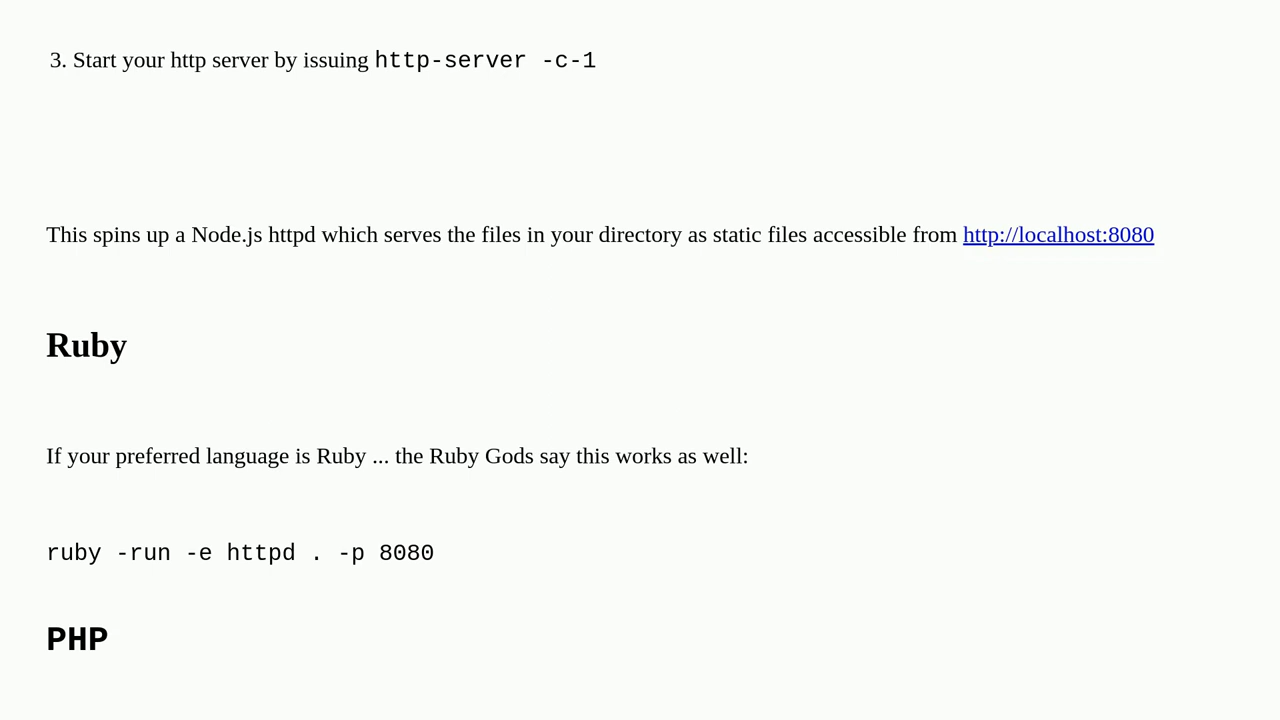 3. Start your http server by issuing http-server -c-1
This spins up a Node.js httpd which serves the files in your directory as static files accessible from http://localhost:8080
Ruby
If your preferred language is Ruby ... the Ruby Gods say this works as well:
ruby -run -e httpd . -p 8080
PHP